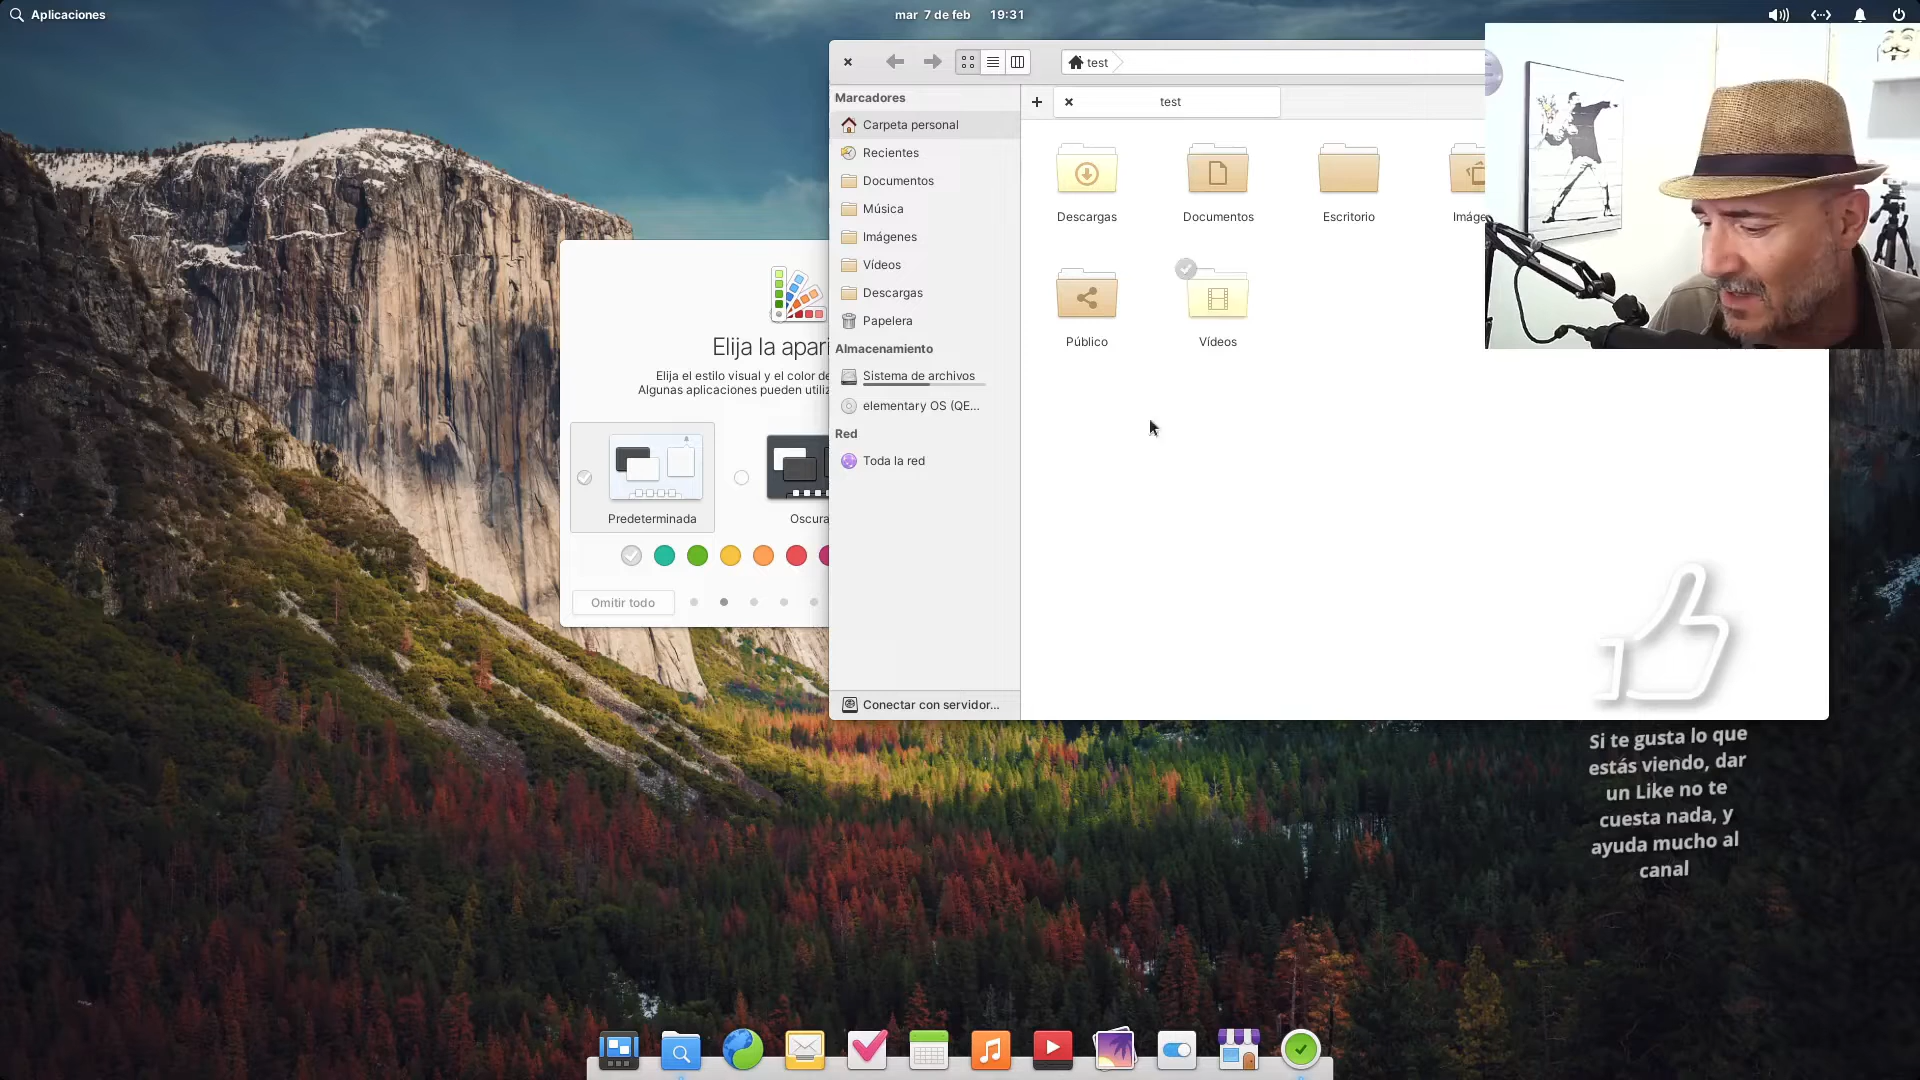 Aplicaciones
mar 7 de feb 19:31
test
test
Marcadores
Carpeta personal
Recientes
Documentos
Música
Imágenes
Vídeos
Descargas
Papelera
Almacenamiento
Sistema de archivos
elementary OS (QE...
Red
Toda la red
Conectar con servidor...
Descargas
Documentos
Escritorio
Imáge
Público
Vídeos
Elija la apari
Elija el estilo visual y el color de
Algunas aplicaciones pueden utiliz
Predeterminada
Oscura
Omitir todo
Si te gusta lo que
estás viendo, dar
un Like no te
cuesta nada, y
ayuda mucho al
canal